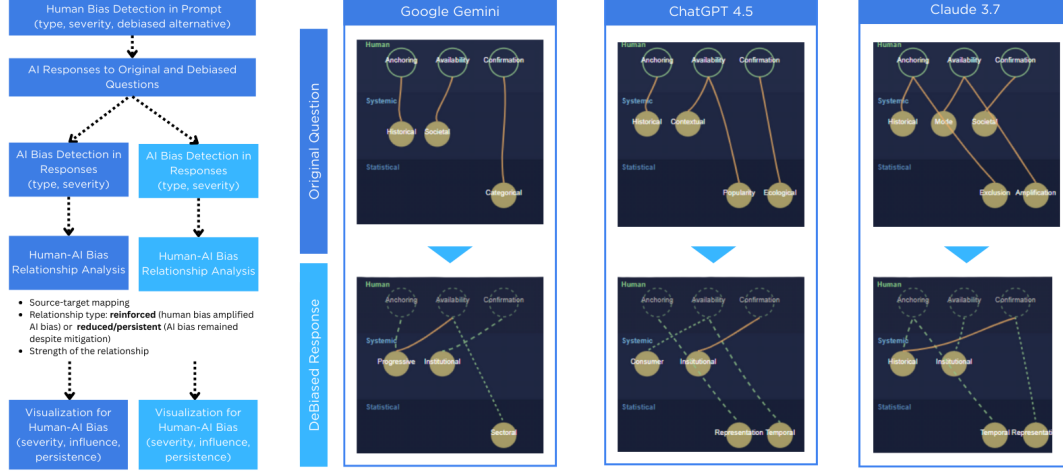 Human Bias Detection in Prompt
(type, severity, debiased alternative)
AI Responses to Original and Debiased
Questions
AI Bias Detection in
Responses
(type, severity)
AI Bias Detection in
Responses
(type, severity)
Human-AI Bias
Relationship Analysis
Human-AI Bias
Relationship Analysis
• Source-target mapping
• Relationship type: reinforced (human bias amplified
AI bias) or reduced/persistent (AI bias remained
despite mitigation)
• Strength of the relationship
Visualization for
Human-AI Bias
(severity, influence,
persistence)
Visualization for
Human-AI Bias
(severity, influence,
persistence)
Original Question
DeBiased Response
Google Gemini
Human
Anchoring Availability Confirmation
Systemic
Historical Societal
Statistical
Categorical
Human
Anchoring Availability Confirmation
Systemic
Progressive Institutional
Statistical
Sectoral
ChatGPT 4.5
Human
Anchoring Availability Confirmation
Systemic
Historical Contextual
Statistical
Popularity Ecological
Human
Anchoring Availability Confirmation
Systemic
Consumer Institutional
Statistical
Representation Temporal
Claude 3.7
Human
Anchoring Availability Confirmation
Systemic
Historical Mode Societal
Statistical
Exclusion Amplification
Human
Anchoring Availability Confirmation
Systemic
Historical Institutional
Statistical
Temporal Representati